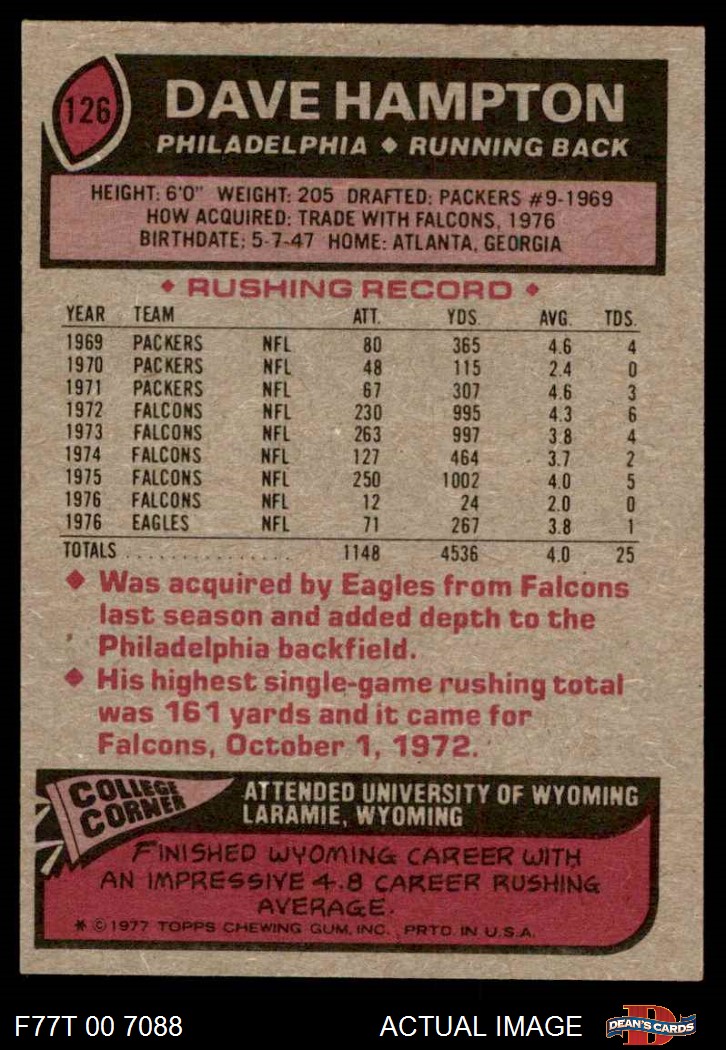 126
DAVE HAMPTON
PHILADELPHIA ♦ RUNNING BACK
HEIGHT: 6'0" WEIGHT: 205 DRAFTED: PACKERS #9-1969
HOW ACQUIRED: TRADE WITH FALCONS, 1976
BIRTHDATE: 5-7-47 HOME: ATLANTA, GEORGIA
♦ RUSHING RECORD ♦
YEAR TEAM ATT. YDS. AVG. TDS.
1969 PACKERS NFL 80 365 4.6 4
1970 PACKERS NFL 48 115 2.4 0
1971 PACKERS NFL 67 307 4.6 3
1972 FALCONS NFL 230 995 4.3 6
1973 FALCONS NFL 263 997 3.8 4
1974 FALCONS NFL 127 464 3.7 2
1975 FALCONS NFL 250 1002 4.0 5
1976 FALCONS NFL 12 24 2.0 0
1976 EAGLES NFL 71 267 3.8 1
TOTALS ................ 1148 4536 4.0 25
♦ Was acquired by Eagles from Falcons
last season and added depth to the
Philadelphia backfield.
♦ His highest single-game rushing total
was 161 yards and it came for
Falcons, October 1, 1972.
COLLEGE
CORNER
ATTENDED UNIVERSITY OF WYOMING
LARAMIE, WYOMING
FINISHED WYOMING CAREER WITH
AN IMPRESSIVE 4.8 CAREER RUSHING
AVERAGE.
* © 1977 TOPPS CHEWING GUM, INC. PRTD. IN U.S.A.
F77T 00 7088 ACTUAL IMAGE
D
DEAN'S CARDS